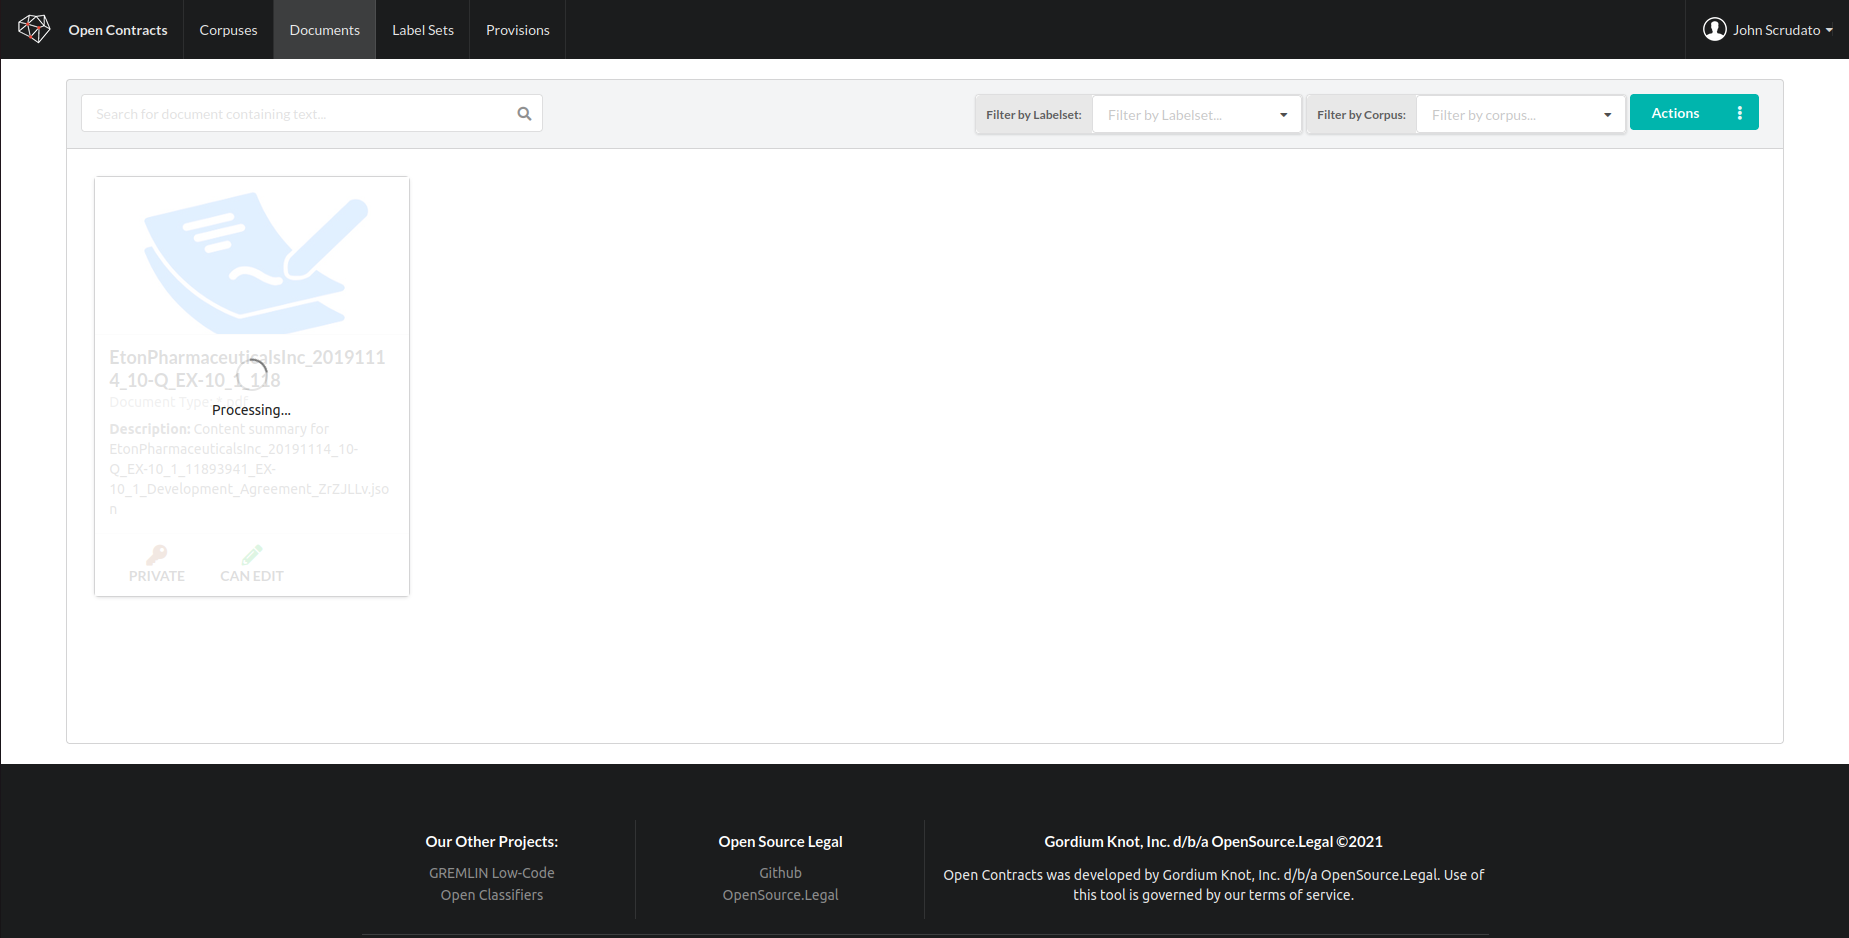 Open Contracts
Corpuses
Documents
Label Sets
Provisions
John Scrudato
Search for document containing text...
Filter by Labelset:
Filter by Labelset...
Filter by Corpus:
Filter by corpus...
Actions
EtonPharmaceuticalsInc_2019111
4_10-Q_EX-10_1_118
Document Type: *.pdf
Processing...
Description: Content summary for
EtonPharmaceuticalsInc_20191114_10-
Q_EX-10_1_11893941_EX-
10_1_Development_Agreement_ZrZJLLv.jso
n
PRIVATE
CAN EDIT
Our Other Projects:
GREMLIN Low-Code
Open Classifiers
Open Source Legal
Github
OpenSource.Legal
Gordium Knot, Inc. d/b/a OpenSource.Legal ©2021
Open Contracts was developed by Gordium Knot, Inc. d/b/a OpenSource.Legal. Use of
this tool is governed by our terms of service.